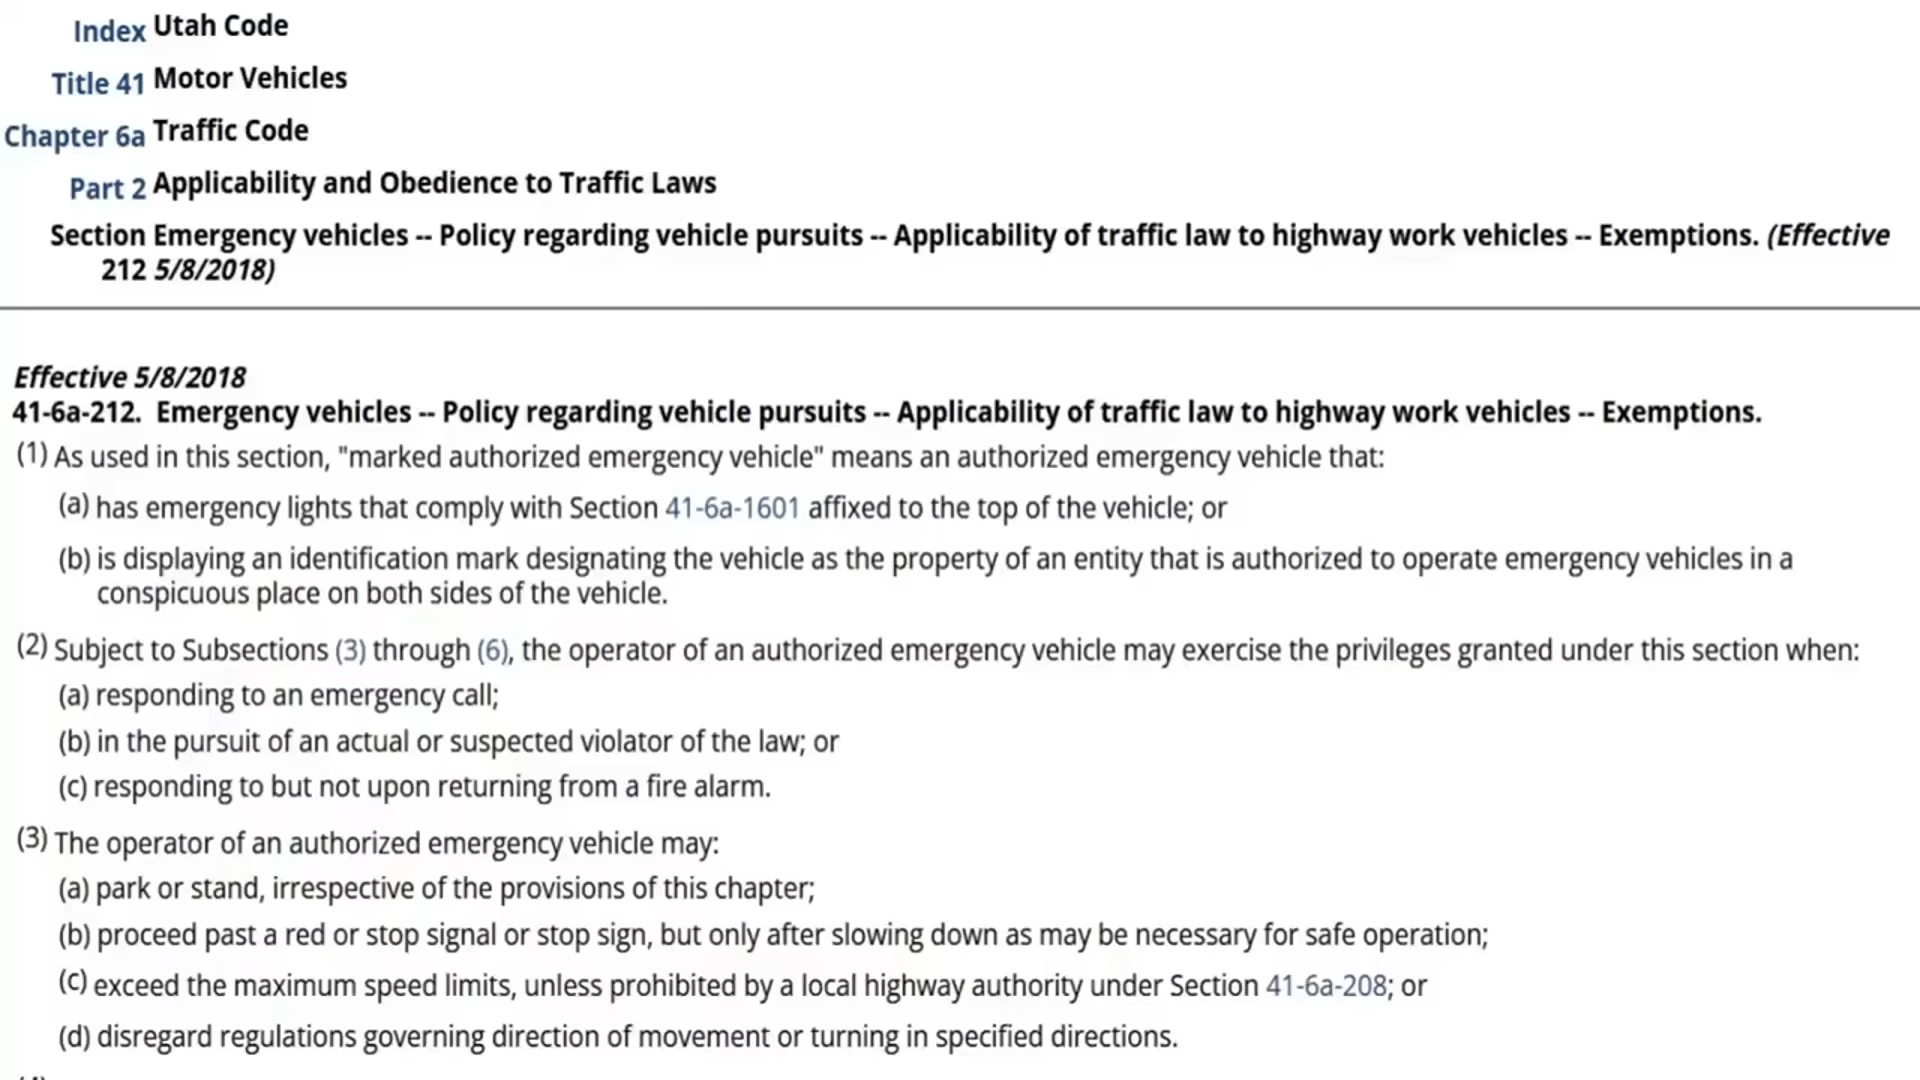 Index Utah Code
Title 41 Motor Vehicles
Chapter 6a Traffic Code
Part 2 Applicability and Obedience to Traffic Laws
Section Emergency vehicles -- Policy regarding vehicle pursuits -- Applicability of traffic law to highway work vehicles -- Exemptions. (Effective
212 5/8/2018)
Effective 5/8/2018
41-6a-212. Emergency vehicles -- Policy regarding vehicle pursuits -- Applicability of traffic law to highway work vehicles -- Exemptions.
(1) As used in this section, "marked authorized emergency vehicle" means an authorized emergency vehicle that:
(a) has emergency lights that comply with Section 41-6a-1601 affixed to the top of the vehicle; or
(b) is displaying an identification mark designating the vehicle as the property of an entity that is authorized to operate emergency vehicles in a
conspicuous place on both sides of the vehicle.
(2) Subject to Subsections (3) through (6), the operator of an authorized emergency vehicle may exercise the privileges granted under this section when:
(a) responding to an emergency call;
(b) in the pursuit of an actual or suspected violator of the law; or
(c) responding to but not upon returning from a fire alarm.
(3) The operator of an authorized emergency vehicle may:
(a) park or stand, irrespective of the provisions of this chapter;
(b) proceed past a red or stop signal or stop sign, but only after slowing down as may be necessary for safe operation;
(c) exceed the maximum speed limits, unless prohibited by a local highway authority under Section 41-6a-208; or
(d) disregard regulations governing direction of movement or turning in specified directions.